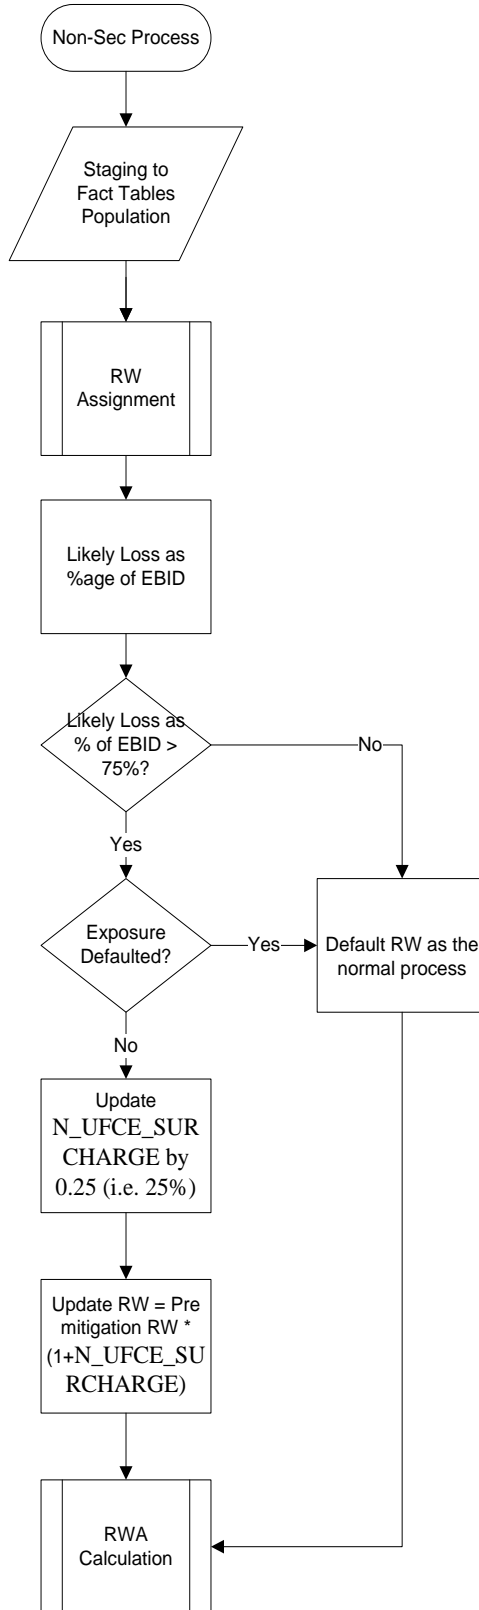 Non-Sec Process
Staging to
Fact Tables
Population
RW
Assignment
Likely Loss as
%age of EBID
Likely Loss as
% of EBID >
75%?
No
Yes
Exposure
Defaulted?
Yes
Default RW as the
normal process
No
Update
N_UFCE_SUR
CHARGE by
0.25 (i.e. 25%)
Update RW = Pre
mitigation RW *
(1+N_UFCE_SU
RCHARGE)
RWA
Calculation